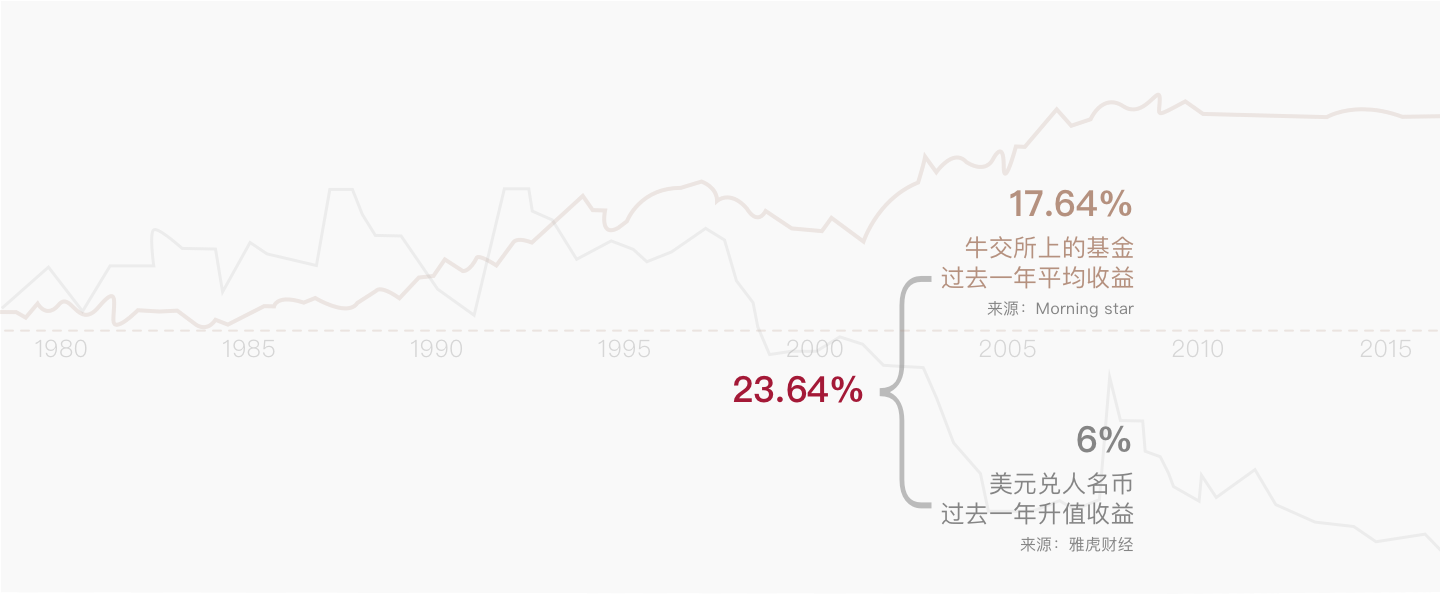 17.64%
牛交所上的基金
过去一年平均收益
来源：Morning star
1980 1985 1990 1995 2000 2005 2010 2015
23.64%
6%
美元兑人名币
过去一年升值收益
来源：雅虎财经